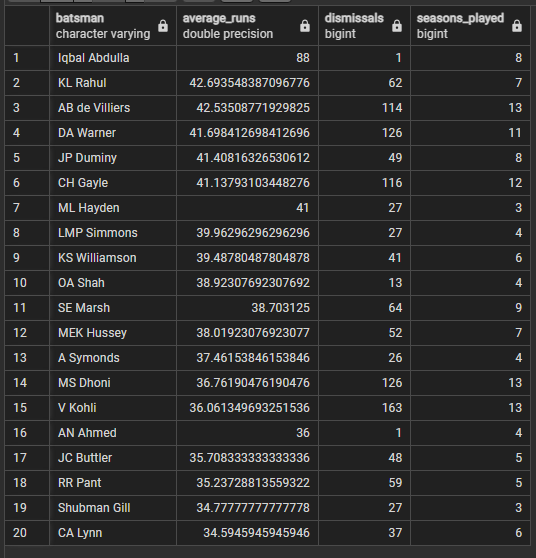 batsman average_runs dismissals seasons_played
character varying double precision bigint bigint
1 Iqbal Abdulla 88 1 8
2 KL Rahul 42.693548387096776 62 7
3 AB de Villiers 42.53508771929825 114 13
4 DA Warner 41.698412698412696 126 11
5 JP Duminy 41.40816326530612 49 8
6 CH Gayle 41.13793103448276 116 12
7 ML Hayden 41 27 3
8 LMP Simmons 39.96296296296296 27 4
9 KS Williamson 39.48780487804878 41 6
10 OA Shah 38.92307692307692 13 4
11 SE Marsh 38.703125 64 9
12 MEK Hussey 38.01923076923077 52 7
13 A Symonds 37.46153846153846 26 4
14 MS Dhoni 36.76190476190476 126 13
15 V Kohli 36.061349693251536 163 13
16 AN Ahmed 36 1 4
17 JC Buttler 35.708333333333336 48 5
18 RR Pant 35.23728813559322 59 5
19 Shubman Gill 34.77777777777778 27 3
20 CA Lynn 34.5945945945946 37 6